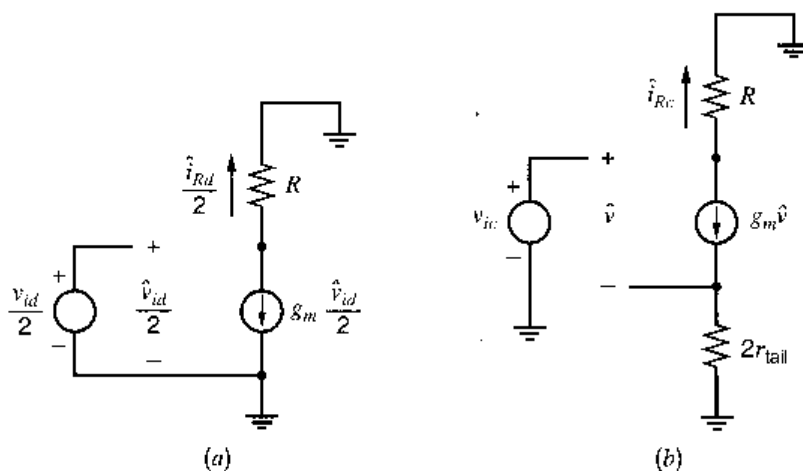 î_Rd/2
R
+
v_id/2
−
+
v̂_id/2
−
g_m v̂_id/2
(a)
î_Rc
R
+
v_ic
−
+
v̂
−
g_m v̂
2r_tail
(b)